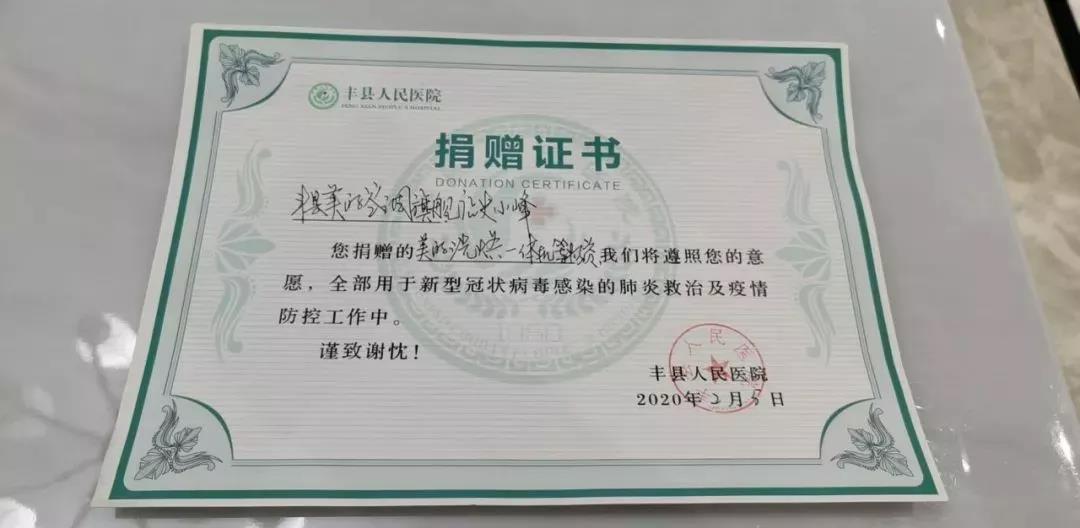 丰县人民医院
FENG XIAN PEOPLE'S HOSPITAL
捐赠证书
DONATION CERTIFICATE
丰县美的空调旗舰店史小峰
您捐赠的美的洗烘一体机等物资我们将遵照您的意
愿，全部用于新型冠状病毒感染的肺炎救治及疫情
防控工作中。
谨致谢忱！
丰县人民医院
2020年2月5日